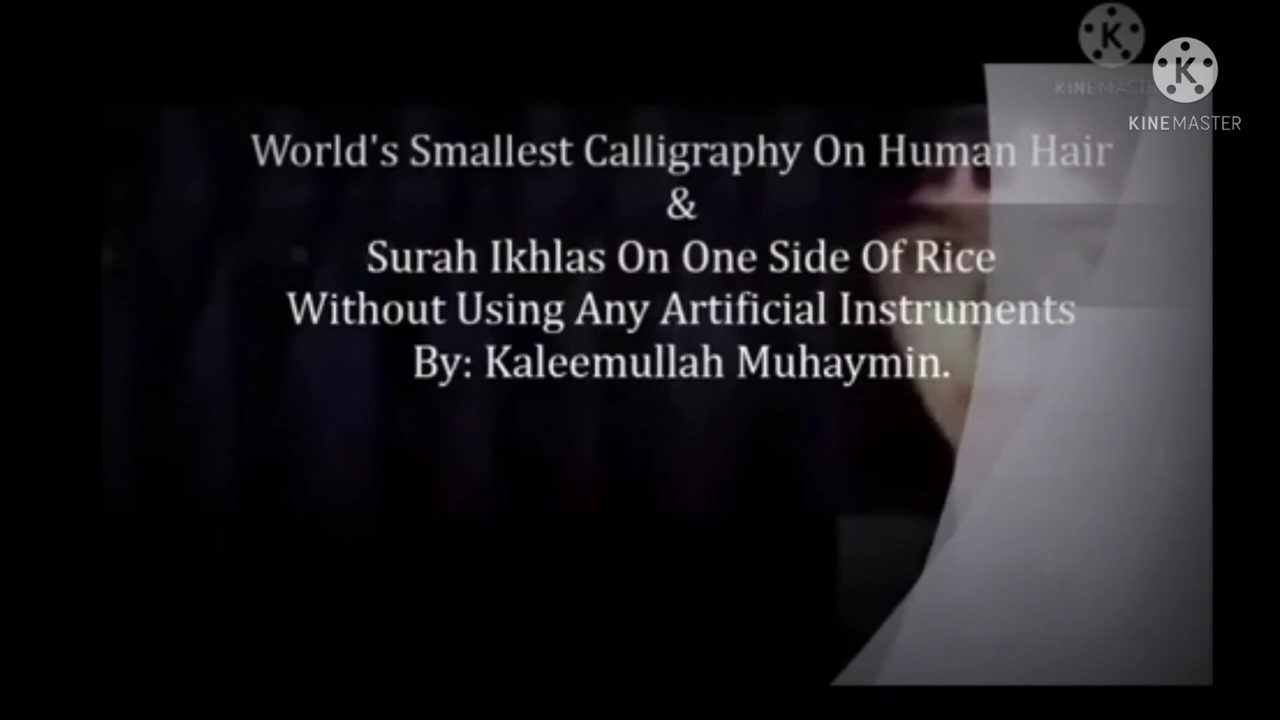 World's Smallest Calligraphy On Human Hair
&
Surah Ikhlas On One Side Of Rice
Without Using Any Artificial Instruments
By: Kaleemullah Muhaymin.
K
KINEMASTE
K
KINEMASTER